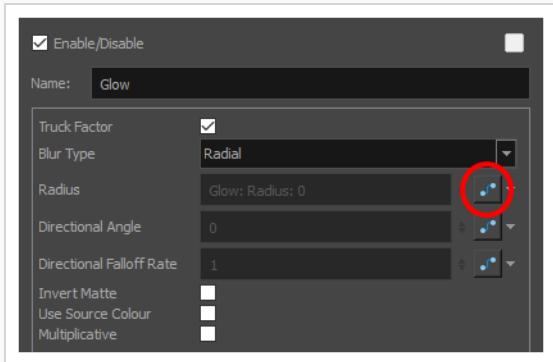 Enable/Disable
Name: Glow
Truck Factor
Blur Type Radial
Radius Glow: Radius: 0
Directional Angle 0
Directional Falloff Rate 1
Invert Matte
Use Source Colour
Multiplicative